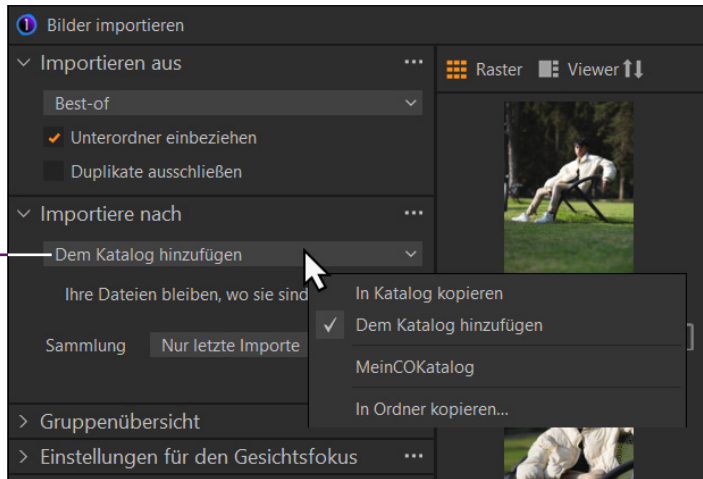 Bilder importieren
Importieren aus
Raster Viewer
Best-of
Unterordner einbeziehen
Duplikate ausschließen
Importiere nach
Dem Katalog hinzufügen
Ihre Dateien bleiben, wo sie sind
In Katalog kopieren
Dem Katalog hinzufügen
Sammlung Nur letzte Importe
MeinCOKatalog
In Ordner kopieren...
Gruppenübersicht
Einstellungen für den Gesichtsfokus